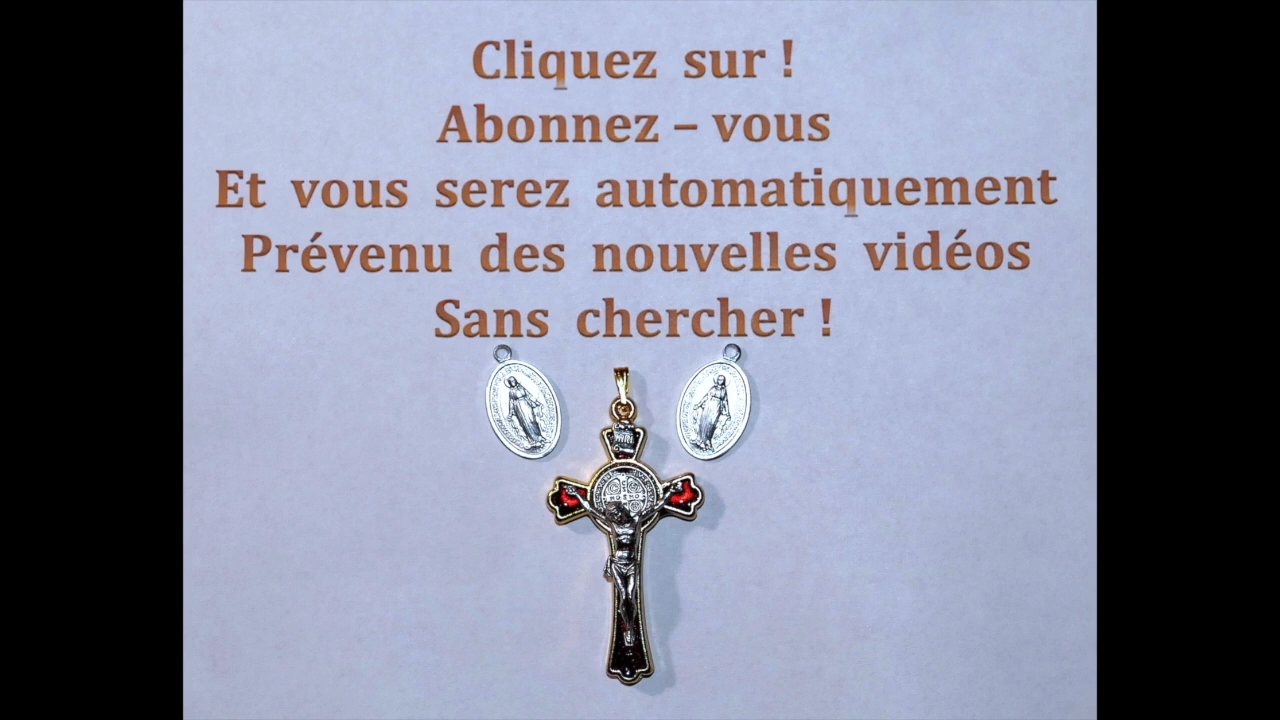 Cliquez sur !
Abonnez – vous
Et vous serez automatiquement
Prévenu des nouvelles vidéos
Sans chercher !